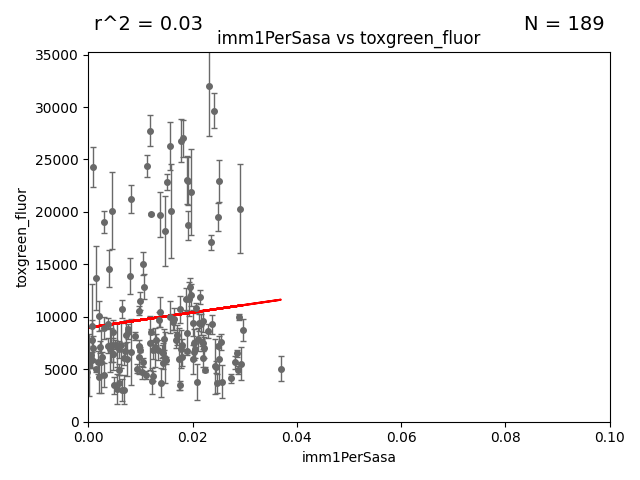 r^2 = 0.03
N = 189
imm1PerSasa vs toxgreen_fluor
35000
30000
25000
20000
15000
10000
5000
0
toxgreen_fluor
0.00
0.02
0.04
0.06
0.08
0.10
imm1PerSasa